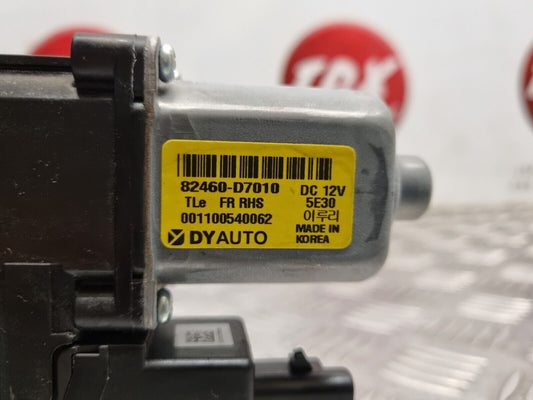 82460-D7010 DC 12V
TLe FR RHS 5E30
001100540062 이루리
DYAUTO MADE IN KOREA